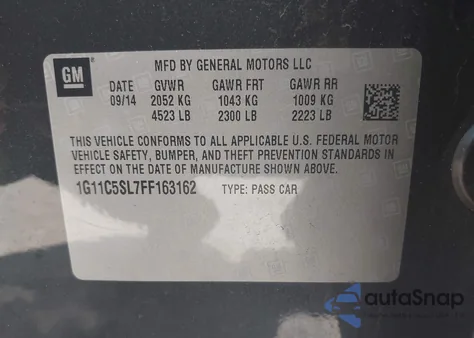 GM
MFD BY GENERAL MOTORS LLC
DATE GVWR GAWR FRT GAWR RR
09/14 2052 KG 1043 KG 1009 KG
4523 LB 2300 LB 2223 LB
THIS VEHICLE CONFORMS TO ALL APPLICABLE U.S. FEDERAL MOTOR
VEHICLE SAFETY, BUMPER, AND THEFT PREVENTION STANDARDS IN
EFFECT ON THE DATE OF MANUFACTURE SHOWN ABOVE.
1G11C5SL7FF163162 TYPE: PASS CAR
autoSnap